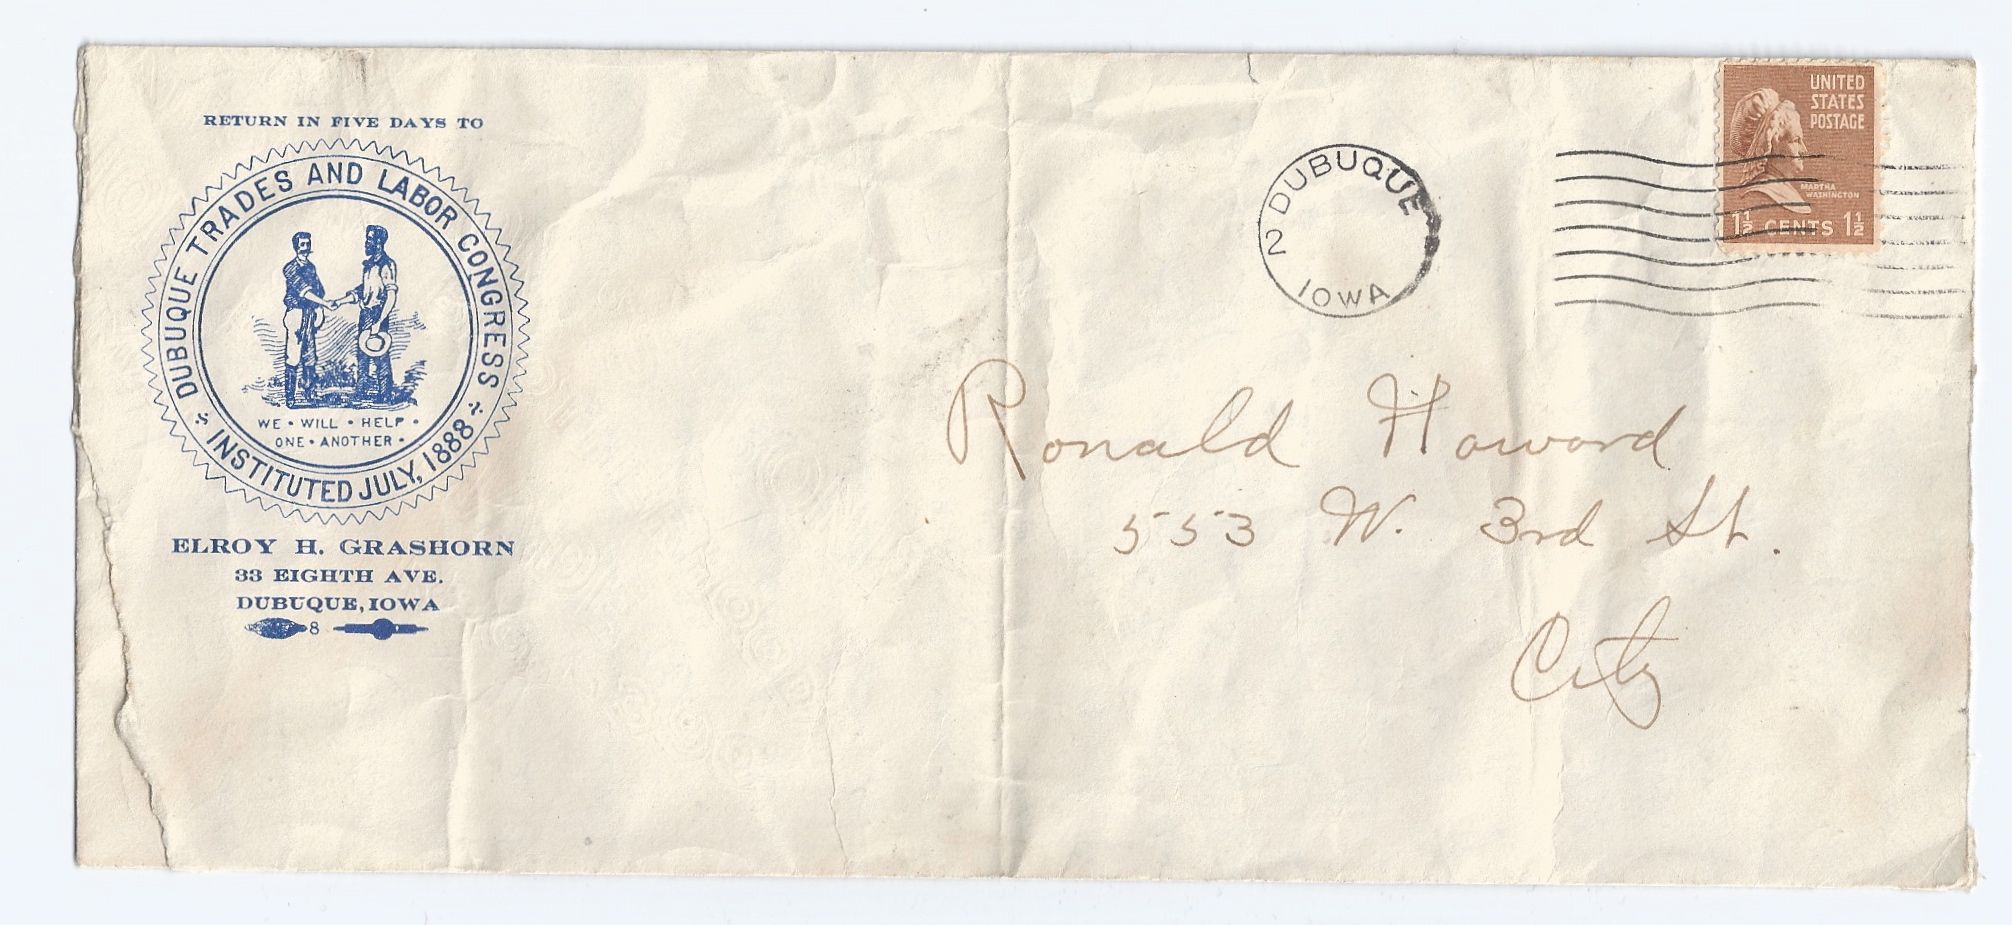 RETURN IN FIVE DAYS TO
DUBUQUE TRADES AND LABOR CONGRESS
WE • WILL • HELP •
ONE • ANOTHER •
INSTITUTED JULY, 1888
ELROY H. GRASHORN
33 EIGHTH AVE.
DUBUQUE, IOWA
8
DUBUQUE
2
IOWA
UNITED
STATES
POSTAGE
MARTHA
WASHINGTON
1½ CENTS 1½
Ronald Howard
553 W. 3rd St.
City